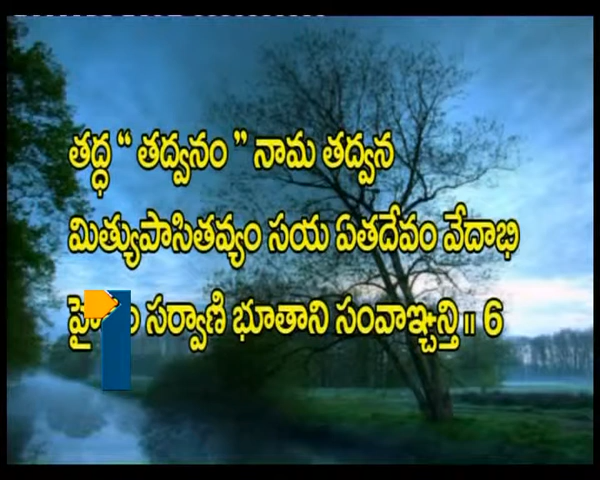 తద్ధ “ తద్వనం ” నామ తద్వన
మిత్యుపాసితవ్యం సయ ఏతదేవం వేదాభి
సర్వాణి భూతాని సంవాఞ్ఛన్తి ॥ 6